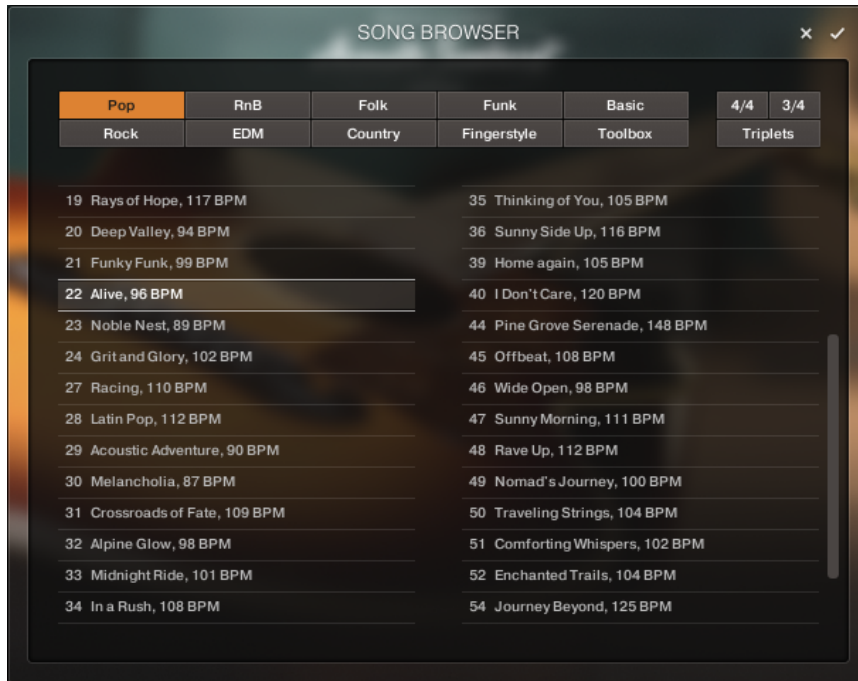 SONG BROWSER
Pop RnB Folk Funk Basic 4/4 3/4
Rock EDM Country Fingerstyle Toolbox Triplets
19 Rays of Hope, 117 BPM
20 Deep Valley, 94 BPM
21 Funky Funk, 99 BPM
22 Alive, 96 BPM
23 Noble Nest, 89 BPM
24 Grit and Glory, 102 BPM
27 Racing, 110 BPM
28 Latin Pop, 112 BPM
29 Acoustic Adventure, 90 BPM
30 Melancholia, 87 BPM
31 Crossroads of Fate, 109 BPM
32 Alpine Glow, 98 BPM
33 Midnight Ride, 101 BPM
34 In a Rush, 108 BPM
35 Thinking of You, 105 BPM
36 Sunny Side Up, 116 BPM
39 Home again, 105 BPM
40 I Don't Care, 120 BPM
44 Pine Grove Serenade, 148 BPM
45 Offbeat, 108 BPM
46 Wide Open, 98 BPM
47 Sunny Morning, 111 BPM
48 Rave Up, 112 BPM
49 Nomad's Journey, 100 BPM
50 Traveling Strings, 104 BPM
51 Comforting Whispers, 102 BPM
52 Enchanted Trails, 104 BPM
54 Journey Beyond, 125 BPM